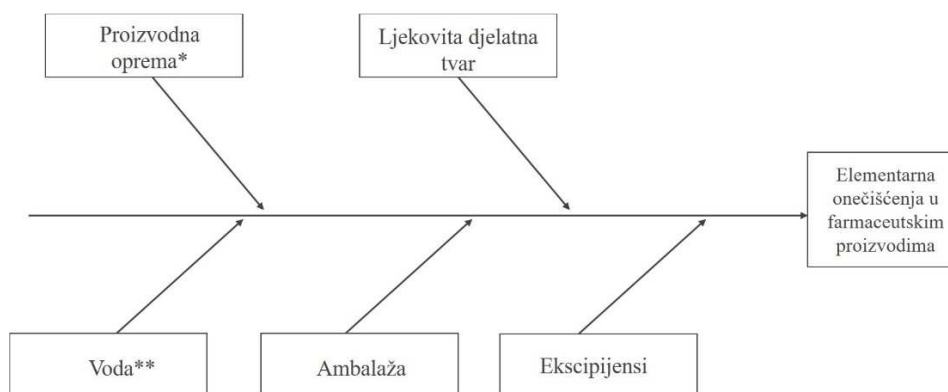 Proizvodna
oprema*
Ljekovita djelatna
tvar
Elementarna
onečišćenja u
farmaceutskim
proizvodima
Voda**
Ambalaža
Ekscipijensi